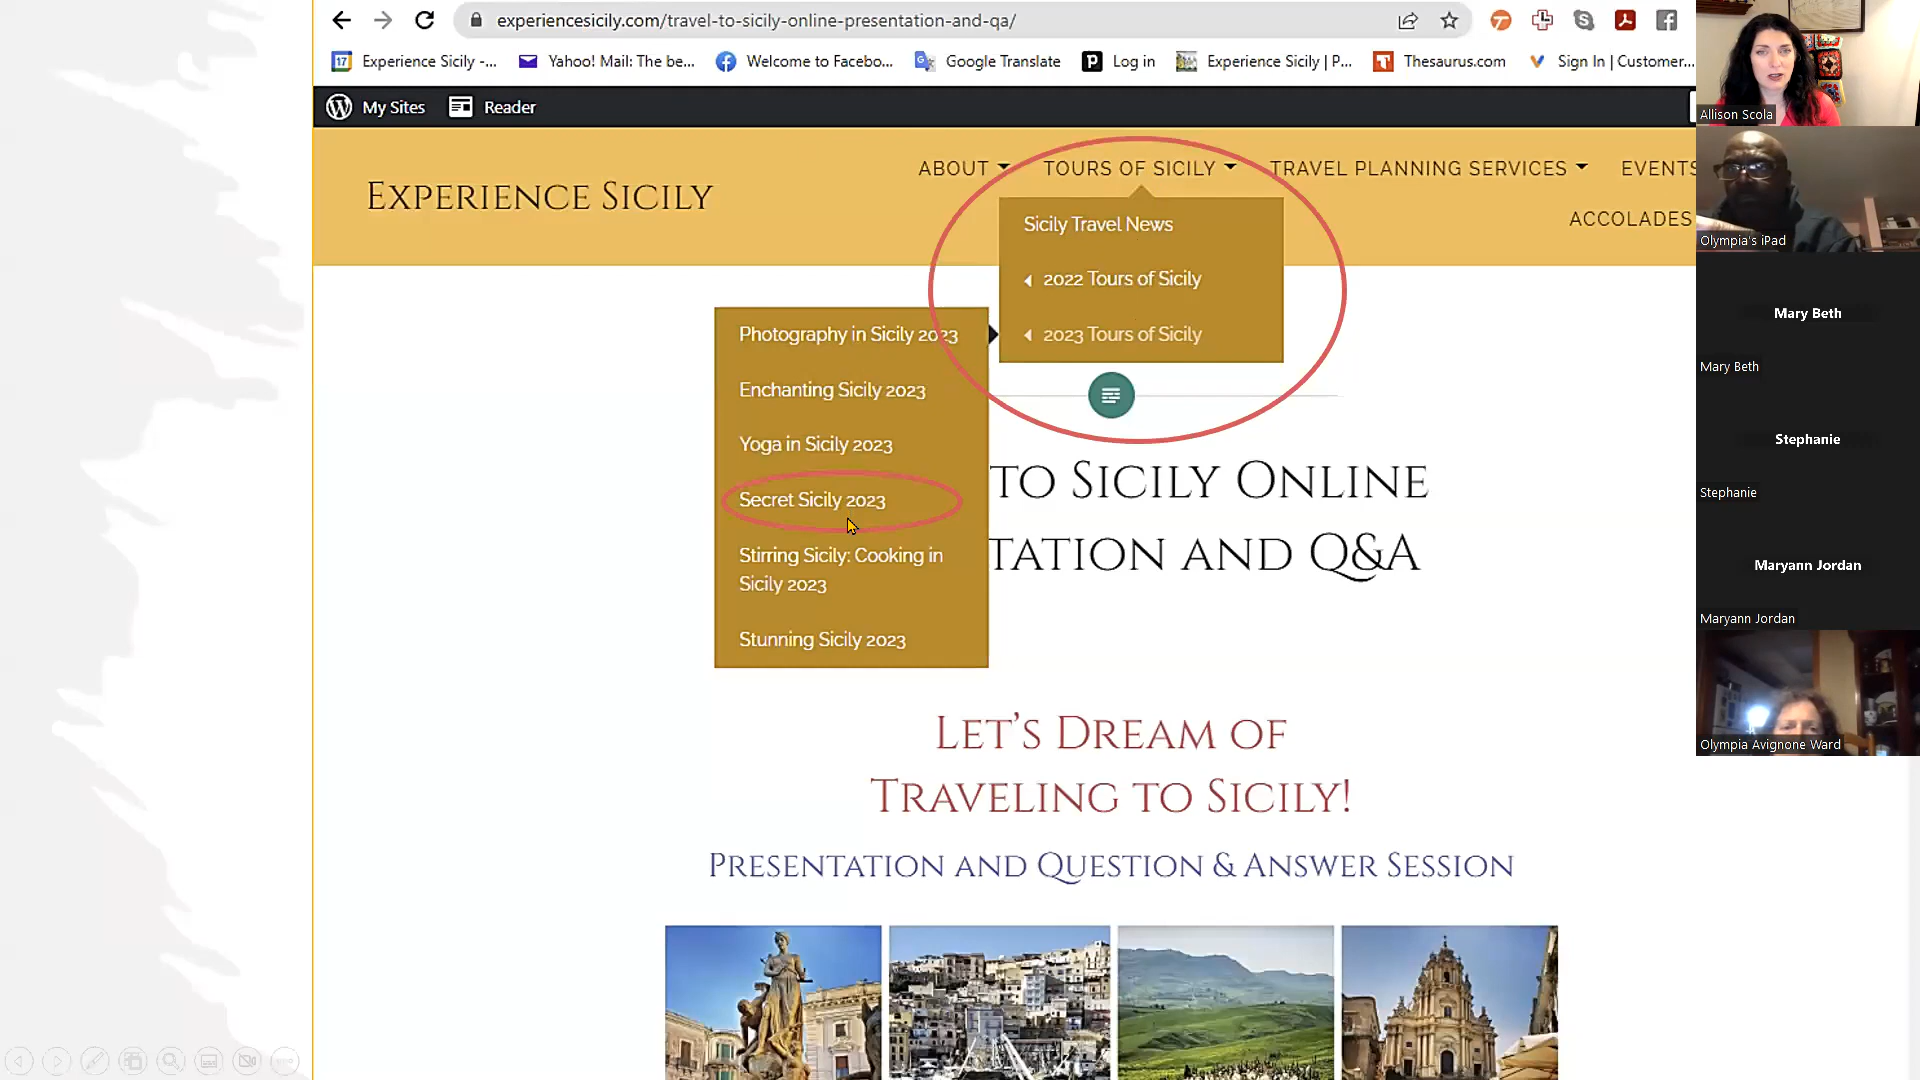 experiencesicily.com/travel-to-sicily-online-presentation-and-qa/
17 Experience Sicily -...
Yahoo! Mail: The be...
Welcome to Facebo...
Google Translate
Log in
Experience Sicily | P...
Thesaurus.com
Sign In | Customer...
My Sites
Reader
EXPERIENCE SICILY
ABOUT
TOURS OF SICILY
TRAVEL PLANNING SERVICES
EVENTS
ACCOLADES
Sicily Travel News
2022 Tours of Sicily
2023 Tours of Sicily
Photography in Sicily 2023
Enchanting Sicily 2023
Yoga in Sicily 2023
Secret Sicily 2023
Stirring Sicily: Cooking in
Sicily 2023
Stunning Sicily 2023
TO SICILY ONLINE
TATION AND Q&A
LET'S DREAM OF
TRAVELING TO SICILY!
PRESENTATION AND QUESTION & ANSWER SESSION
Allison Scola
Olympia's iPad
Mary Beth
Mary Beth
Stephanie
Stephanie
Maryann Jordan
Maryann Jordan
Olympia Avignone Ward